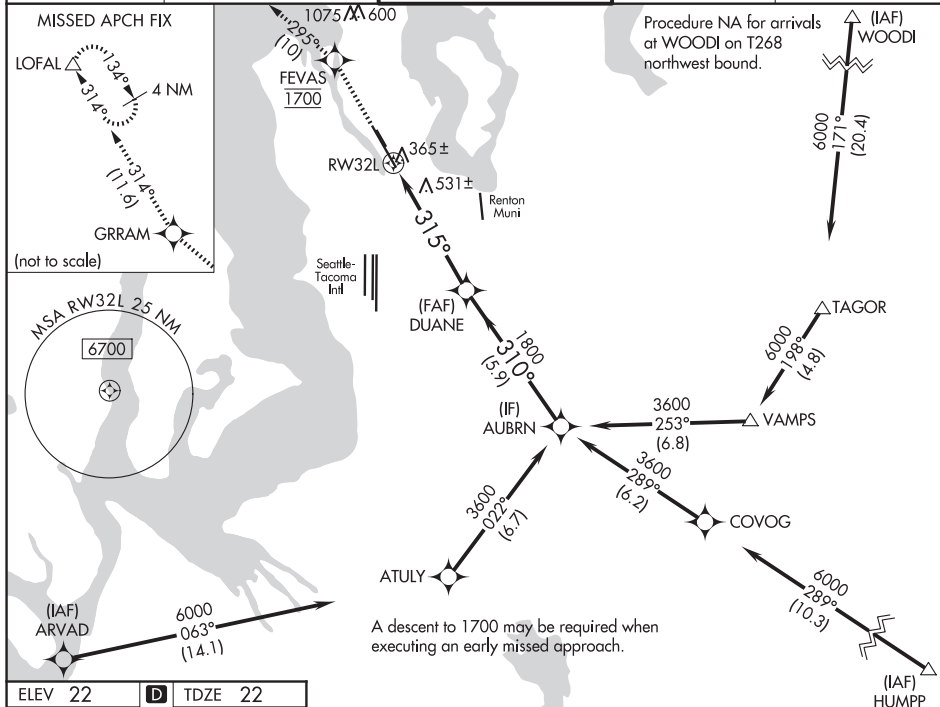 MISSED APCH FIX
LOFAL
134°
4 NM
314°
314°
(11.6)
GRRAM
(not to scale)
1075
600
295°
(10)
FEVAS
1700
RW32L
365±
531±
Renton
Muni
315°
Seattle-
Tacoma
Intl
(FAF)
DUANE
1800
310°
(5.9)
Procedure NA for arrivals
at WOODI on T268
northwest bound.
(IAF)
WOODI
6000
171°
(20.4)
TAGOR
6000
198°
(4.8)
VAMPS
3600
253°
(6.8)
(IF)
AUBRN
3600
289°
(6.2)
COVOG
6000
289°
(10.3)
(IAF)
HUMPP
MSA RW32L 25 NM
6700
3600
022°
(6.7)
ATULY
(IAF)
ARVAD
6000
063°
(14.1)
A descent to 1700 may be required when
executing an early missed approach.
ELEV 22 D TDZE 22